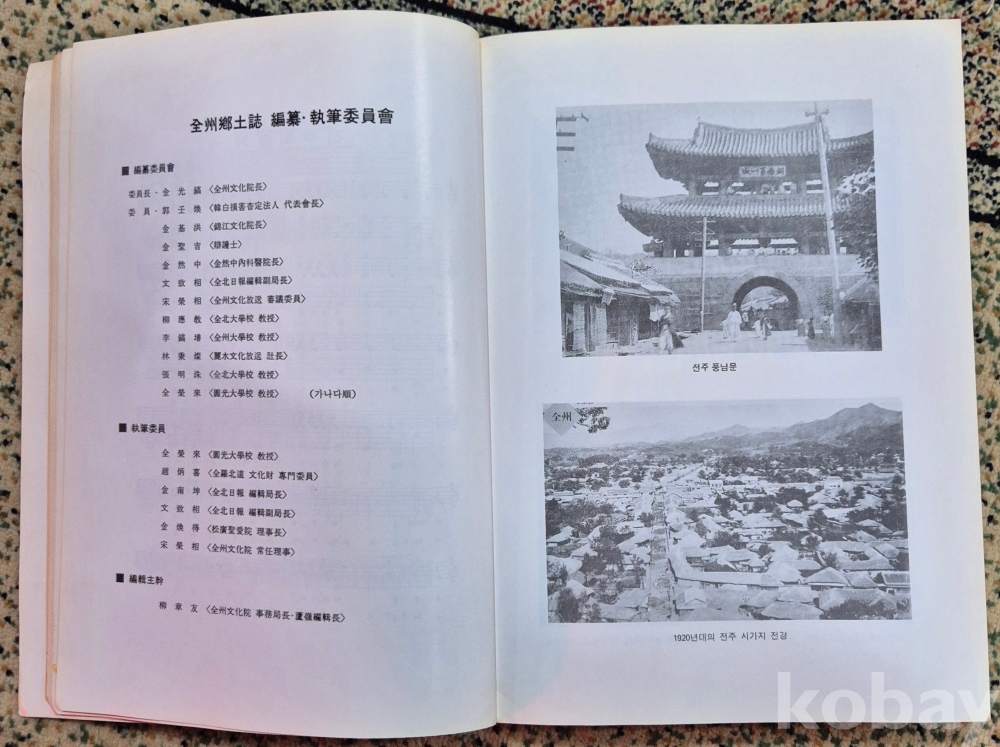 全州鄕土誌 編纂·執筆委員會
■ 編纂委員會
委員長·金 光 鎬 〈全州文化院長〉
委 員·郭 壬 煥 〈韓白損害査定法人 代表會長〉
金 基 洪 〈錦江文化院長〉
金 聖 吉 〈辯護士〉
金 然 中 〈金然中內科醫院長〉
文 致 相 〈全北日報編輯副局長〉
宋 榮 相 〈全州文化放送 審議委員〉
柳 應 敎 〈全北大學校 敎授〉
李 鎬 〈全州大學校 敎授〉
林 秉 燦 〈麗水文化放送 社長〉
張 明 洙 〈全北大學校 敎授〉
全 榮 來 〈圓光大學校 敎授〉 (가나다順)
■ 執筆委員
全 榮 來 〈圓光大學校 敎授〉
趙 炳 喜 〈全羅北道 文化財 專門委員〉
金 南 坤 〈全北日報 編輯局長〉
文 致 相 〈全北日報 編輯副局長〉
金 煥 得 〈松廣聖愛院 理事長〉
宋 榮 相 〈全州文化院 常任理事〉
■ 編輯主幹
柳 章 友 〈全州文化院 事務局長·蘆嶺編輯長〉
전주 풍남문
全州
1920년대의 전주 시가지 전경
kobay